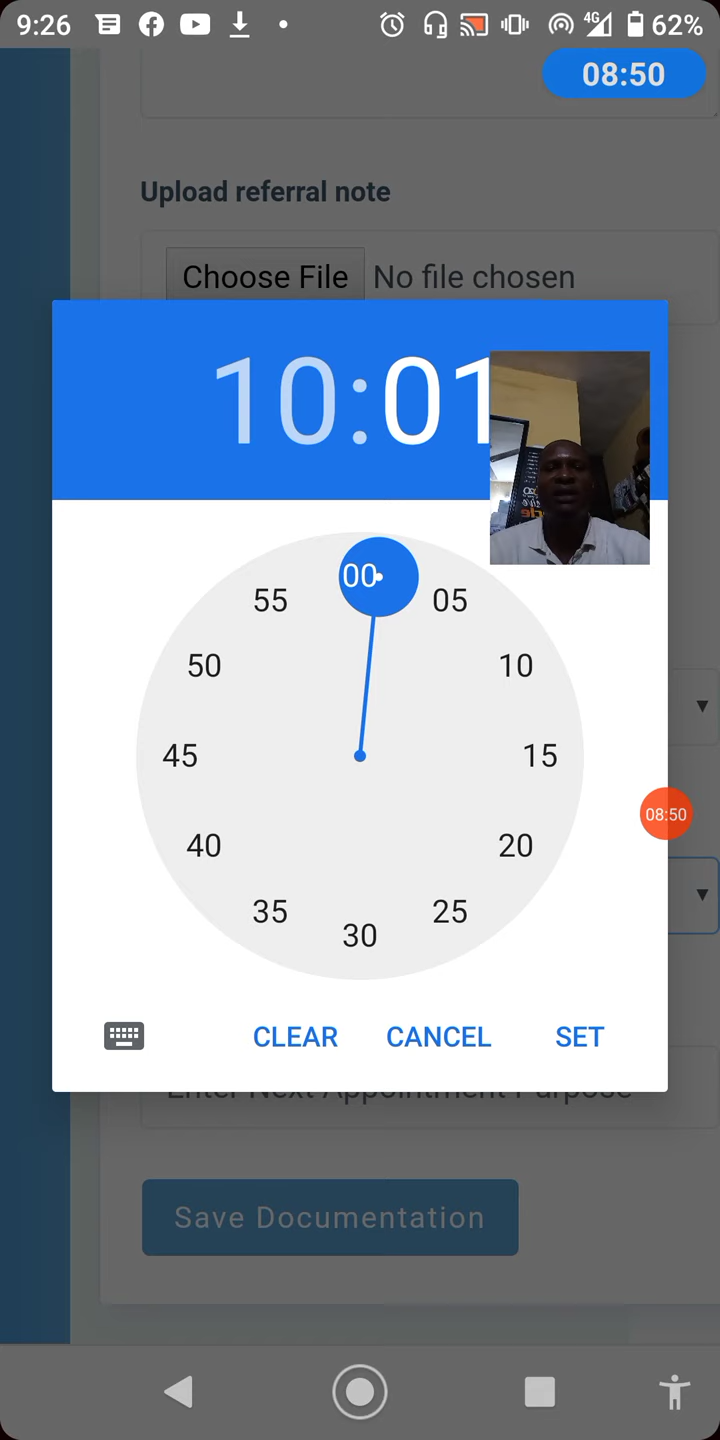 9:26
4G
62%
08:50
Upload referral note
Choose File No file chosen
10:01
00
55
05
50
10
45
15
08:50
40
20
35
25
30
CLEAR CANCEL SET
Enter Next Appointment Purpose
Save Documentation